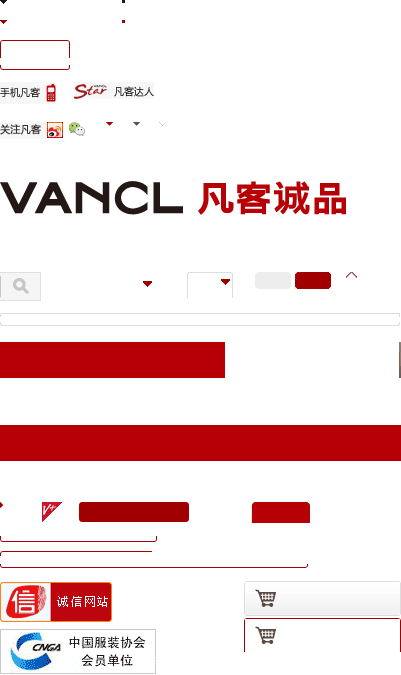 手机凡客 Star 凡客达人
关注凡客
VANCL 凡客诚品
V+
信 诚信网站
CNGA 中国服装协会
会员单位